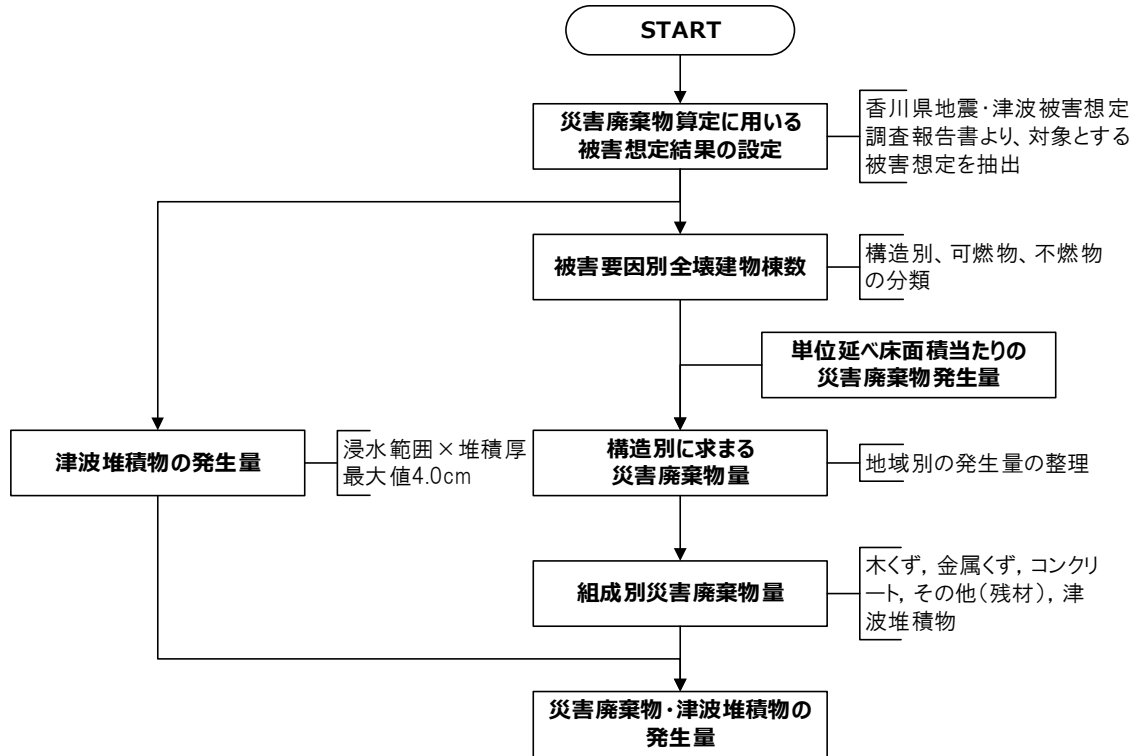 START
災害廃棄物算定に用いる
被害想定結果の設定
香川県地震・津波被害想定
調査報告書より、対象とする
被害想定を抽出
被害要因別全壊建物棟数
構造別、可燃物、不燃物
の分類
単位延べ床面積当たりの
災害廃棄物発生量
津波堆積物の発生量
浸水範囲×堆積厚
最大値4.0cm
構造別に求まる
災害廃棄物量
地域別の発生量の整理
組成別災害廃棄物量
木くず, 金属くず, コンクリ
ート, その他(残材), 津
波堆積物
災害廃棄物・津波堆積物の
発生量